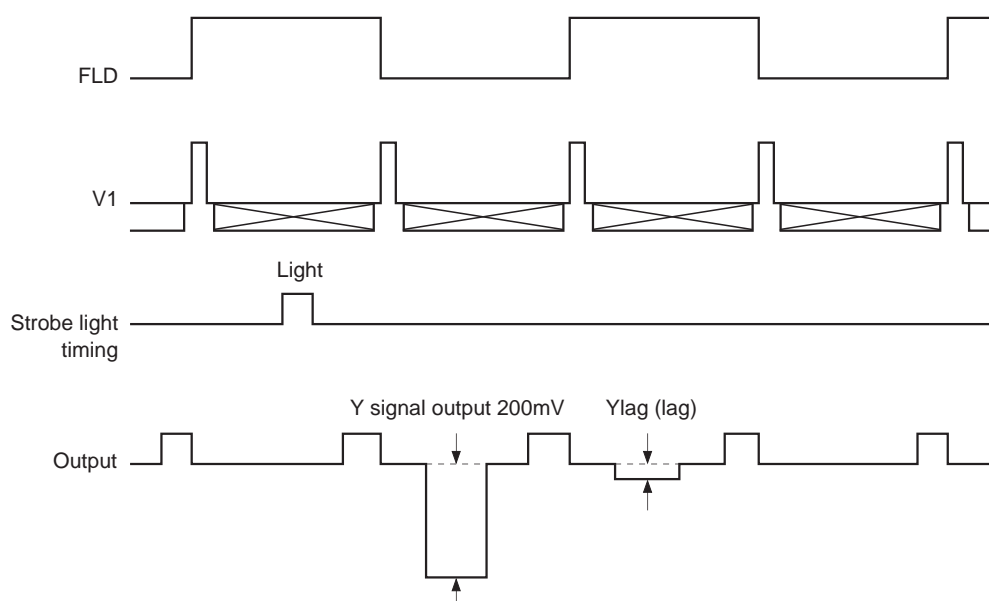 FLD
V1
Light
Strobe light
timing
Y signal output 200mV
Ylag (lag)
Output